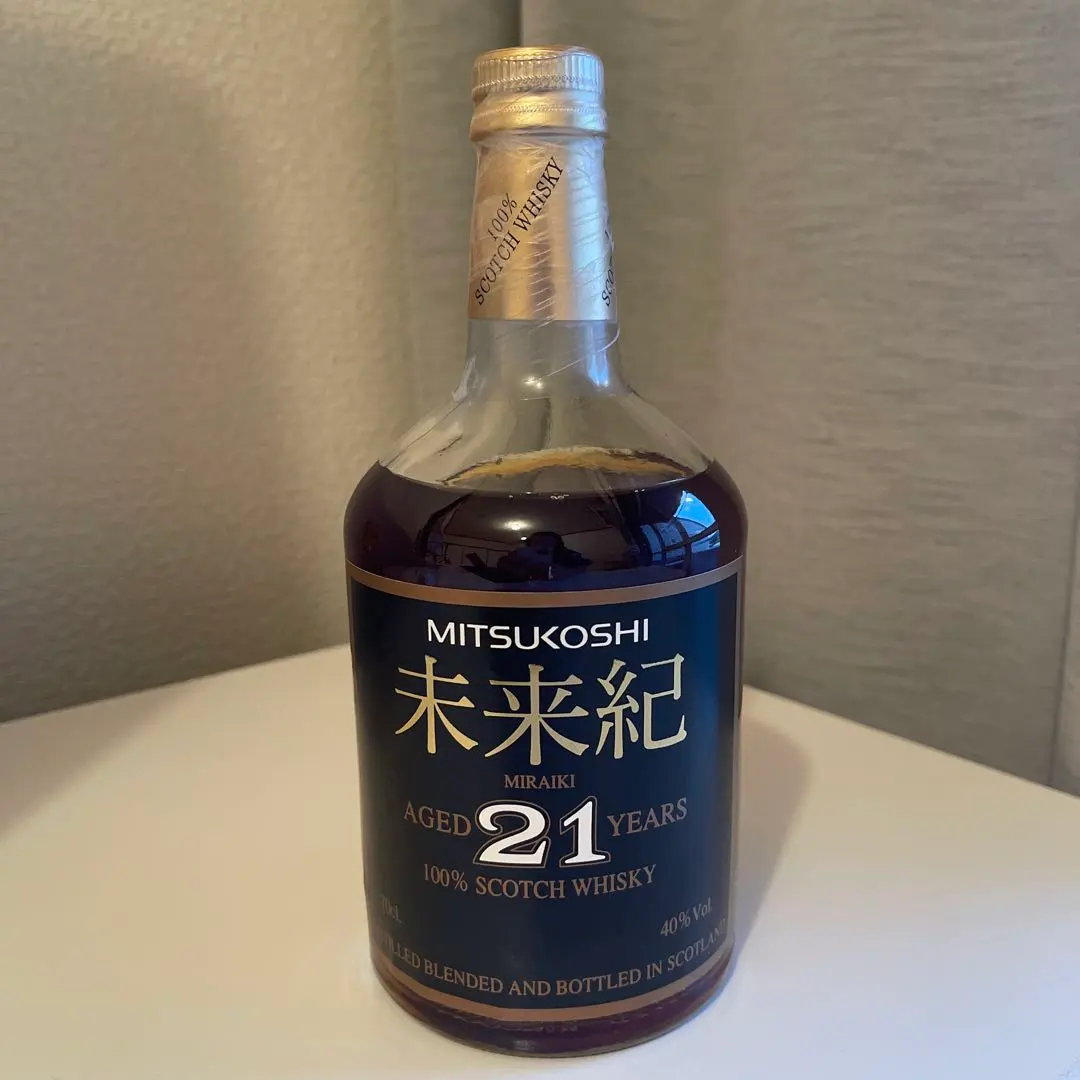 100%
SCOTCH WHISKY
MITSUKOSHI
未来紀
MIRAIKI
AGED 21 YEARS
100% SCOTCH WHISKY
70cL
40% Vol.
BLENDED AND BOTTLED IN SCOTLAND